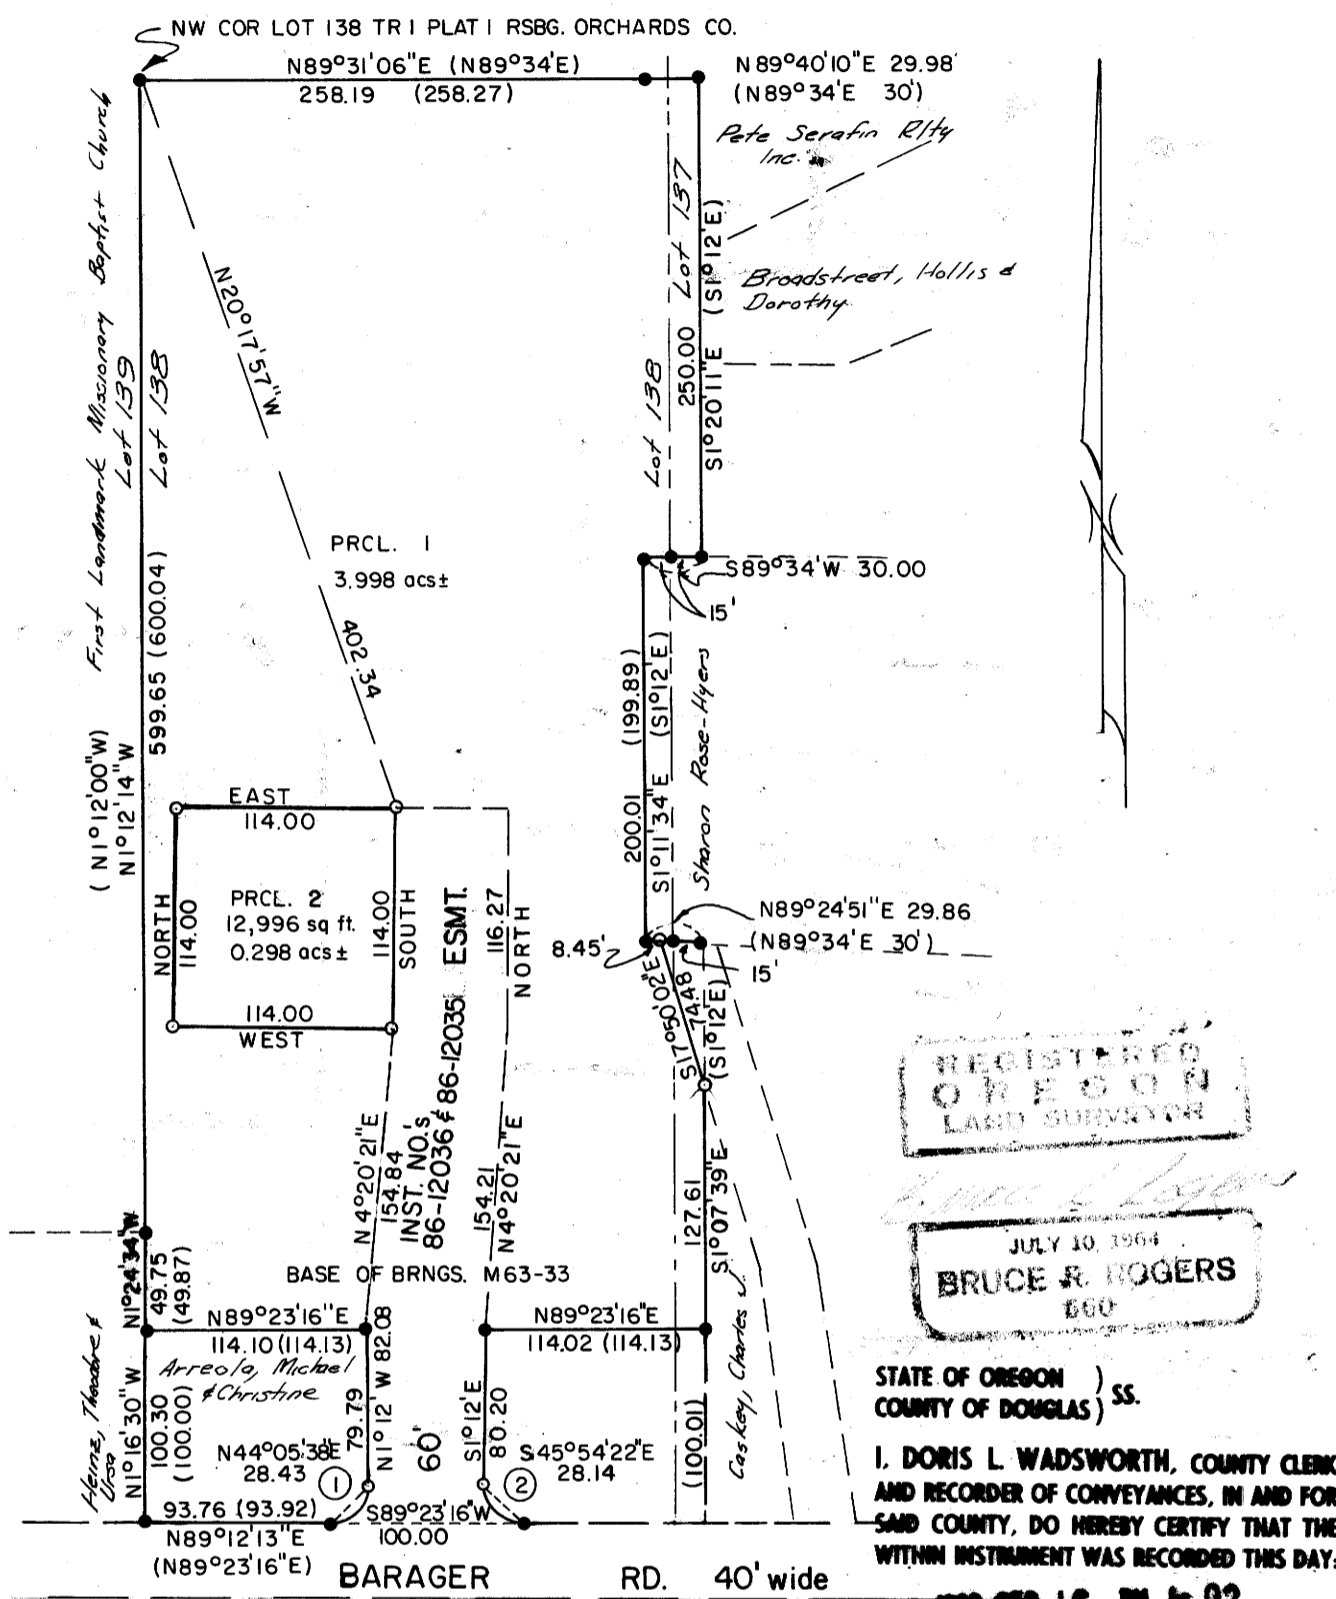 NW COR LOT 138 TR 1 PLAT 1 RSBG. ORCHARDS CO.
N89°31'06"E (N89°34'E)
258.19 (258.27)
N89°40'10"E 29.98'
(N89°34'E 30')
Pete Serafin Rlty
Inc.
Broadstreet, Hollis &
Dorothy
Lot 137
Lot 138
250.00
S1°20'11"E (S1°12'E)
First Landmark Missionary Baptist Church
Lot 139
Lot 138
N20°17'57"W
402.34
PRCL. 1
3.998 acs±
S89°34'W 30.00
15'
599.65 (600.04)
(N1°12'00"W)
N1°12'14"W
200.01 (199.89)
S1°11'34"E (S1°12'E)
Sharon Rose-Hyers
EAST
114.00
NORTH
114.00
PRCL. 2
12,996 sq ft.
0.298 acs±
114.00
SOUTH
114.00
WEST
116.27
NORTH
N89°24'51"E 29.86
(N89°34'E 30')
8.45'
15'
S17°50'02"E
74.48
(S1°12'E)
N4°20'21"E
154.84
INST. NO.'s
86-12036 & 86-12035 ESMT.
154.21
N4°20'21"E
127.61
S1°07'39"E
REGISTERED
OREGON
LAND SURVEYOR
JULY 10, 1964
BRUCE R. ROGERS
660
BASE OF BRNGS. M63-33
N1°24'34"W
49.75
(49.87)
N89°23'16"E
114.10 (114.13)
N89°23'16"E
114.02 (114.13)
Arreola, Michael
& Christine
Heinz, Theodore &
Ursa
N1°16'30"W
100.30
(100.00)
79.79
N1°12'W 82.08
60'
S1°12'E
80.20
(100.01)
Caskey, Charles J.
N44°05'38"E
28.43
1
S45°54'22"E
28.14
2
93.76 (93.92)
N89°12'13"E
(N89°23'16"E)
S89°23'16"W
100.00
BARAGER RD. 40' wide
STATE OF OREGON )
COUNTY OF DOUGLAS ) SS.
I, DORIS L. WADSWORTH, COUNTY CLERK
AND RECORDER OF CONVEYANCES, IN AND FOR
SAID COUNTY, DO HEREBY CERTIFY THAT THE
WITHIN INSTRUMENT WAS RECORDED THIS DAY: